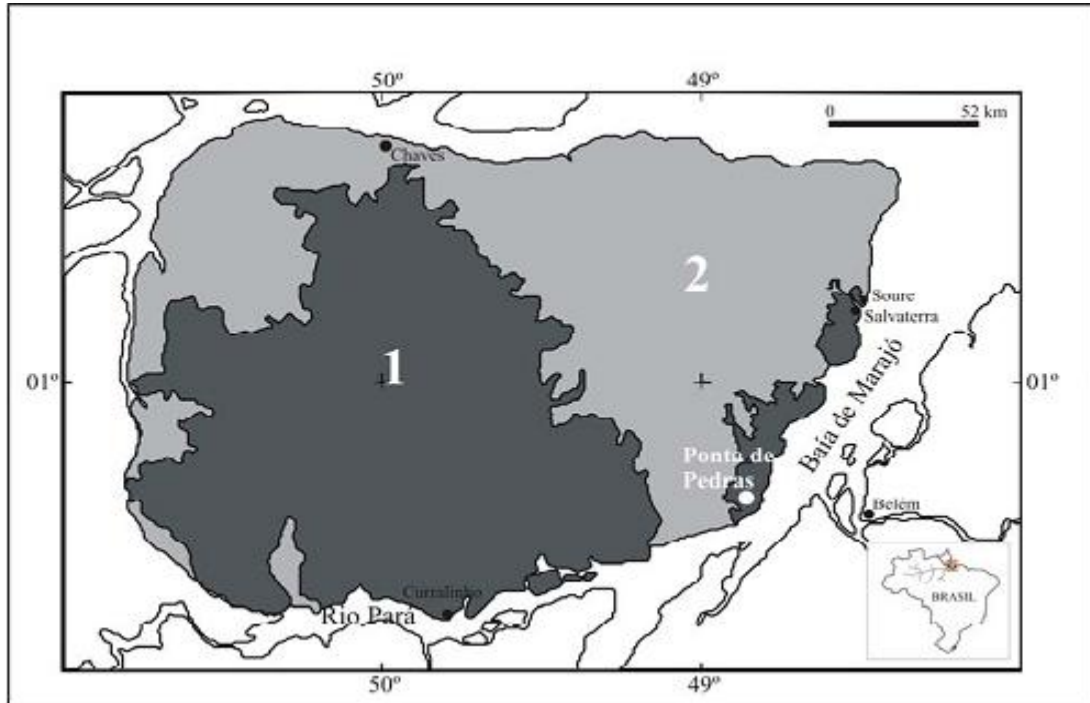 50º
49º
0 52 km
Chaves
2
Soure
Salvaterra
1
01º
01º
Baía de Marajó
Ponta de
Pedras
Belém
BRASIL
Curralinho
Rio Pará
50º
49º